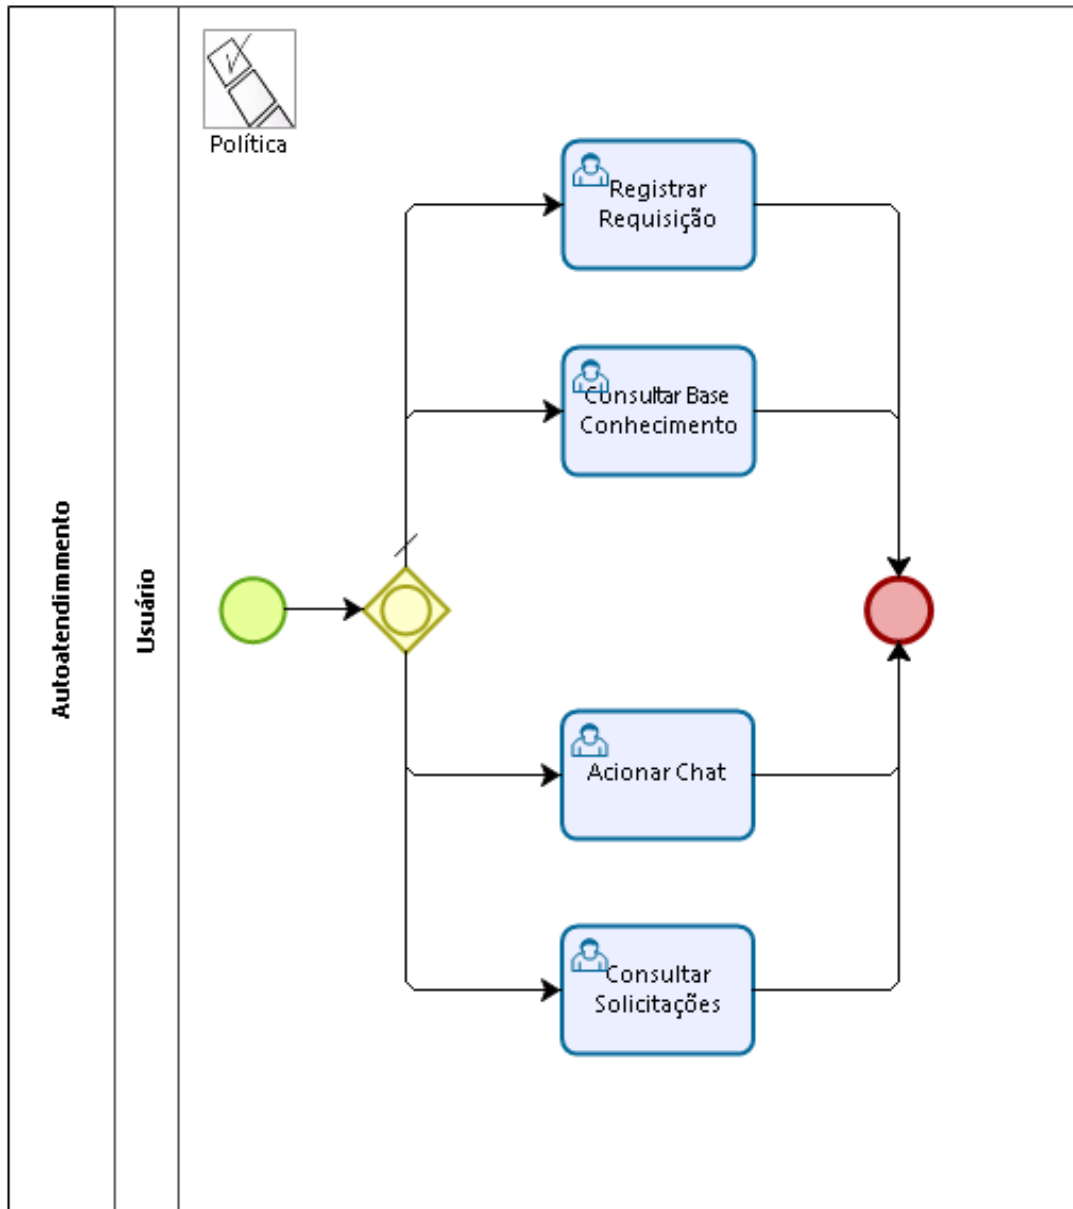 Política
Autoatendimmento
Usuário
Registrar
Requisição
Consultar Base
Conhecimento
Acionar Chat
Consultar
Solicitações